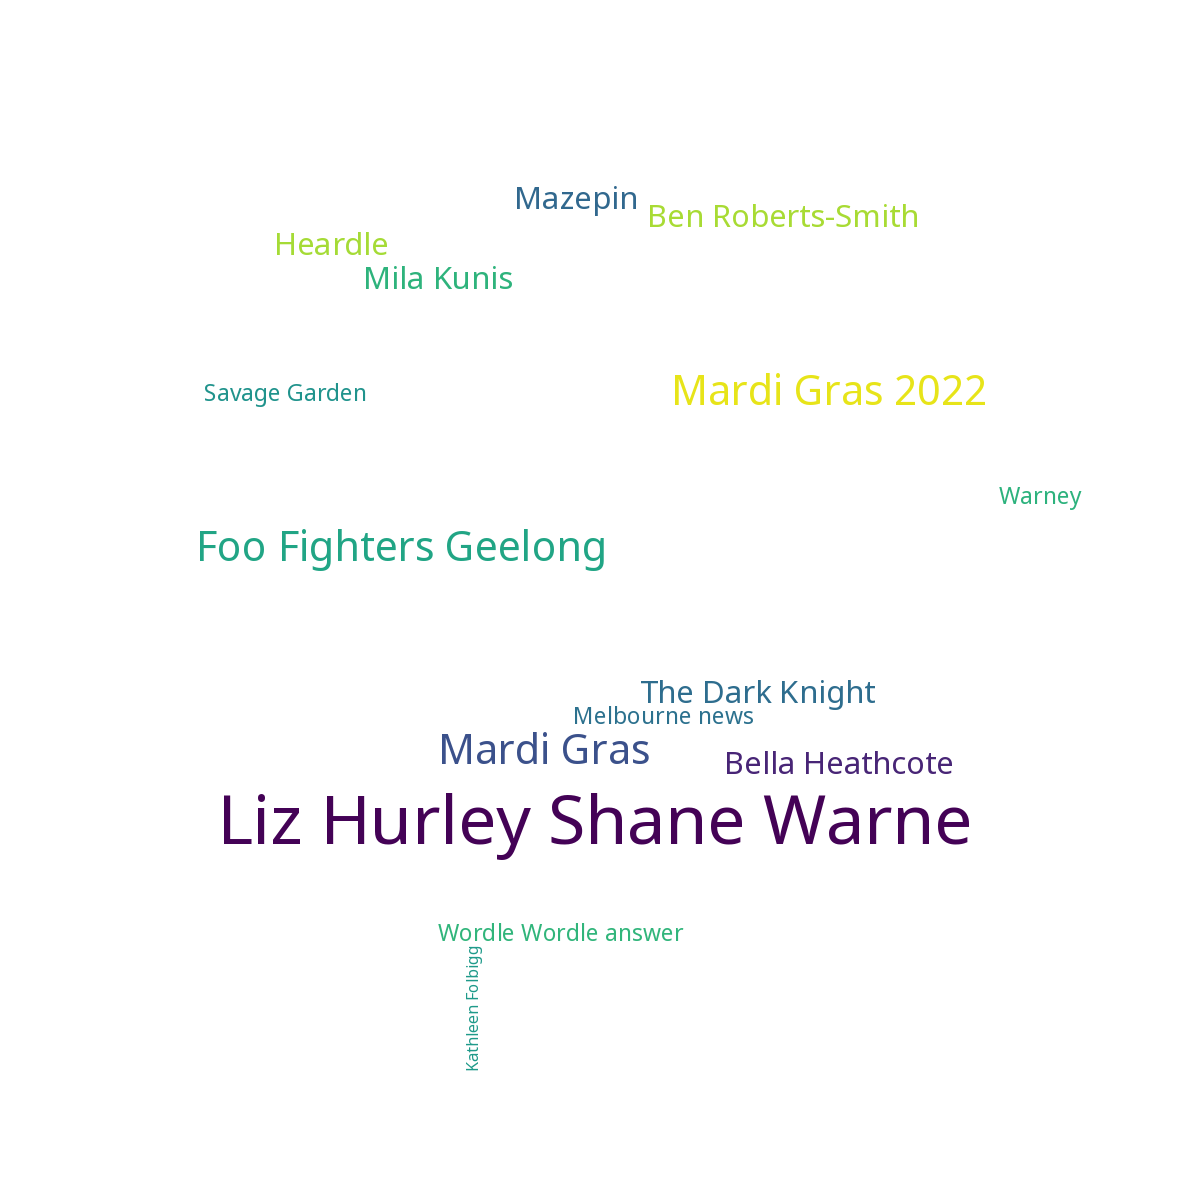 Mazepin
Ben Roberts-Smith
Heardle
Mila Kunis
Savage Garden
Mardi Gras 2022
Warney
Foo Fighters Geelong
The Dark Knight
Melbourne news
Mardi Gras
Bella Heathcote
Liz Hurley Shane Warne
Wordle Wordle answer
Kathleen Folbigg